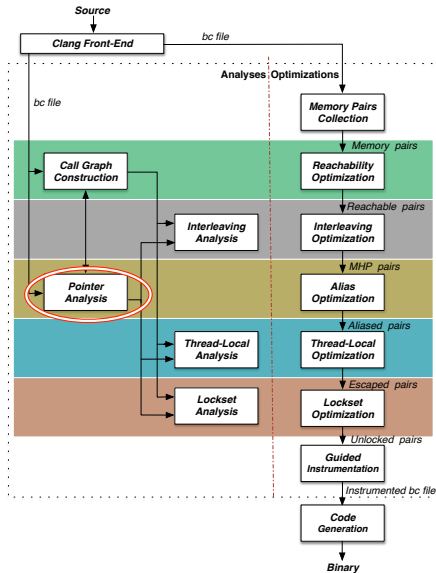 Source
Clang Front-End
bc file
bc file
Analyses
Optimizations
Memory Pairs
Collection
Memory pairs
Call Graph
Construction
Reachability
Optimization
Reachable pairs
Interleaving
Analysis
Interleaving
Optimization
MHP pairs
Pointer
Analysis
Alias
Optimization
Aliased pairs
Thread-Local
Analysis
Thread-Local
Optimization
Escaped pairs
Lockset
Analysis
Lockset
Optimization
Unlocked pairs
Guided
Instrumentation
Instrumented bc file
Code
Generation
Binary